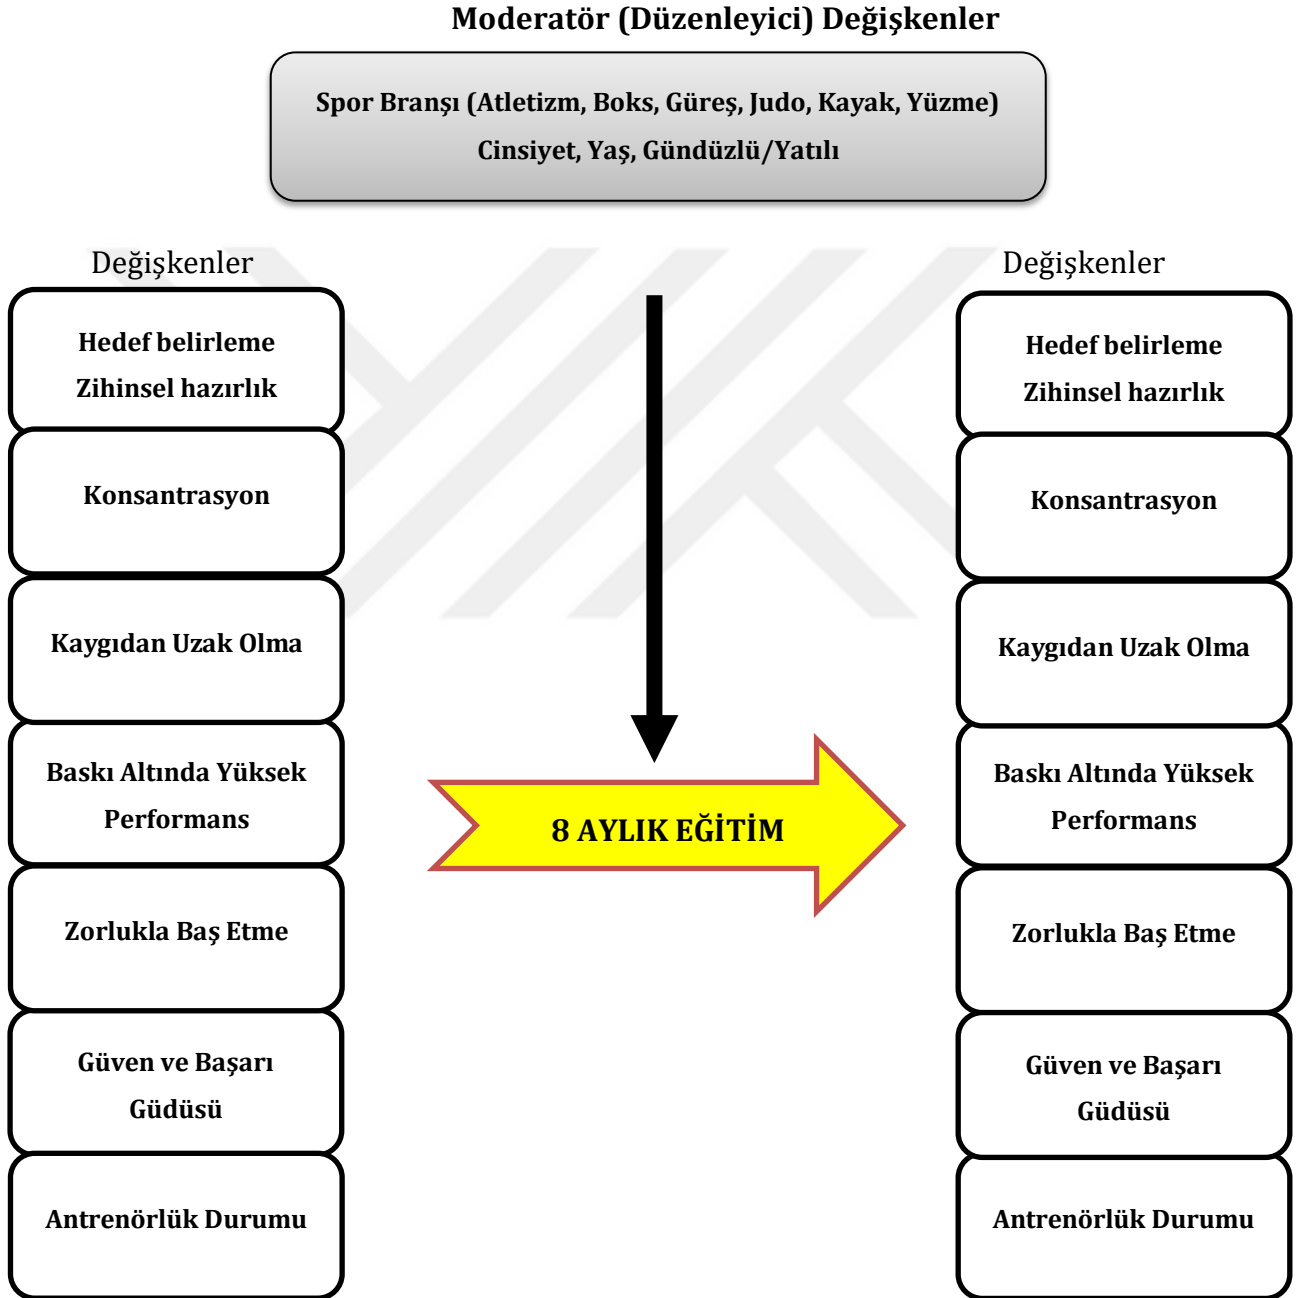 Moderatör (Düzenleyici) Değişkenler
Spor Branşı (Atletizm, Boks, Güreş, Judo, Kayak, Yüzme)
Cinsiyet, Yaş, Gündüzlü/Yatılı
Değişkenler
Hedef belirleme
Zihinsel hazırlık
Konsantrasyon
Kaygıdan Uzak Olma
Baskı Altında Yüksek
Performans
Zorlukla Baş Etme
Güven ve Başarı
Güdüsü
Antrenörlük Durumu
8 AYLIK EĞİTİM
Değişkenler
Hedef belirleme
Zihinsel hazırlık
Konsantrasyon
Kaygıdan Uzak Olma
Baskı Altında Yüksek
Performans
Zorlukla Baş Etme
Güven ve Başarı
Güdüsü
Antrenörlük Durumu